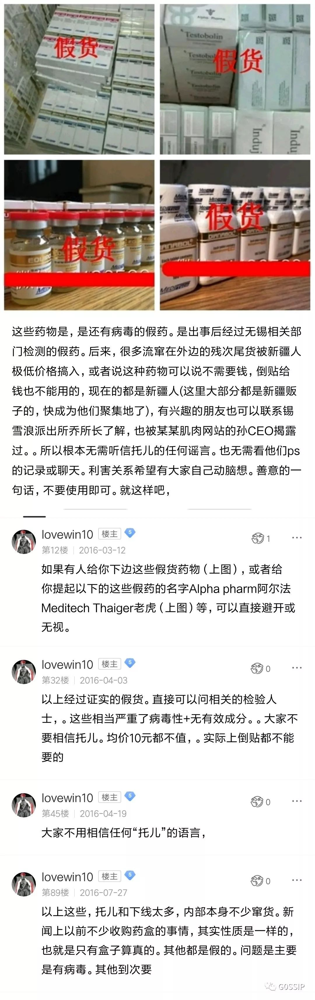 假货
Alpha Pharma
Testobolin
Testobol
Testobolin
Testobolin
Testobolin
假货
Induj
Indu
EQUIPO
假货
DANABOL
假货
这些药物是，是还有病毒的假药。是出事后经过无锡相关部
门检测的假药。后来，很多流窜在外边的残次尾货被新疆人
极低价格搞入，或者说这种药物可以说不需要钱，倒贴给
钱也不能用的，现在的都是新疆人(这里大部分都是新疆贩
子的，快成为他们聚集地了)，有兴趣的朋友也可以联系锡
雪浪派出所乔所长了解，也被某某肌肉网站的孙CEO揭露
过。。所以根本无需听信托儿的任何谣言。也无需看他们ps
的记录或聊天。利害关系希望有大家自己动脑想。善意的一
句话，不要使用即可。就这样吧，
lovewin10 楼主 5
1
第12楼 2016-03-12
如果有人给你下边这些假货药物（上图），或者给
你提起以下的这些假药的名字Alpha pharm阿尔法
Meditech Thaiger老虎（上图）等，可以直接避开或
无视。
lovewin10 楼主 5
0
第32楼 2016-04-03
以上经过证实的假货。直接可以问相关的检验人
士，。这些相当严重了病毒性+无有效成分。。大家不
要相信托儿。均价10元都不值，。实际上倒贴都不能
要的
lovewin10 楼主 5
0
第45楼 2016-04-19
大家不用相信任何“托儿”的语言，
lovewin10 楼主 5
0
第89楼 2016-07-27
以上这些，托儿和下线太多，内部本身不少窜货。新
闻上以前不少收购药盒的事情，其实性质是一样的，
也就是只有盒子算真的。其他都是假的。问题是主要
是有病毒。其他到次要
GOSSIP